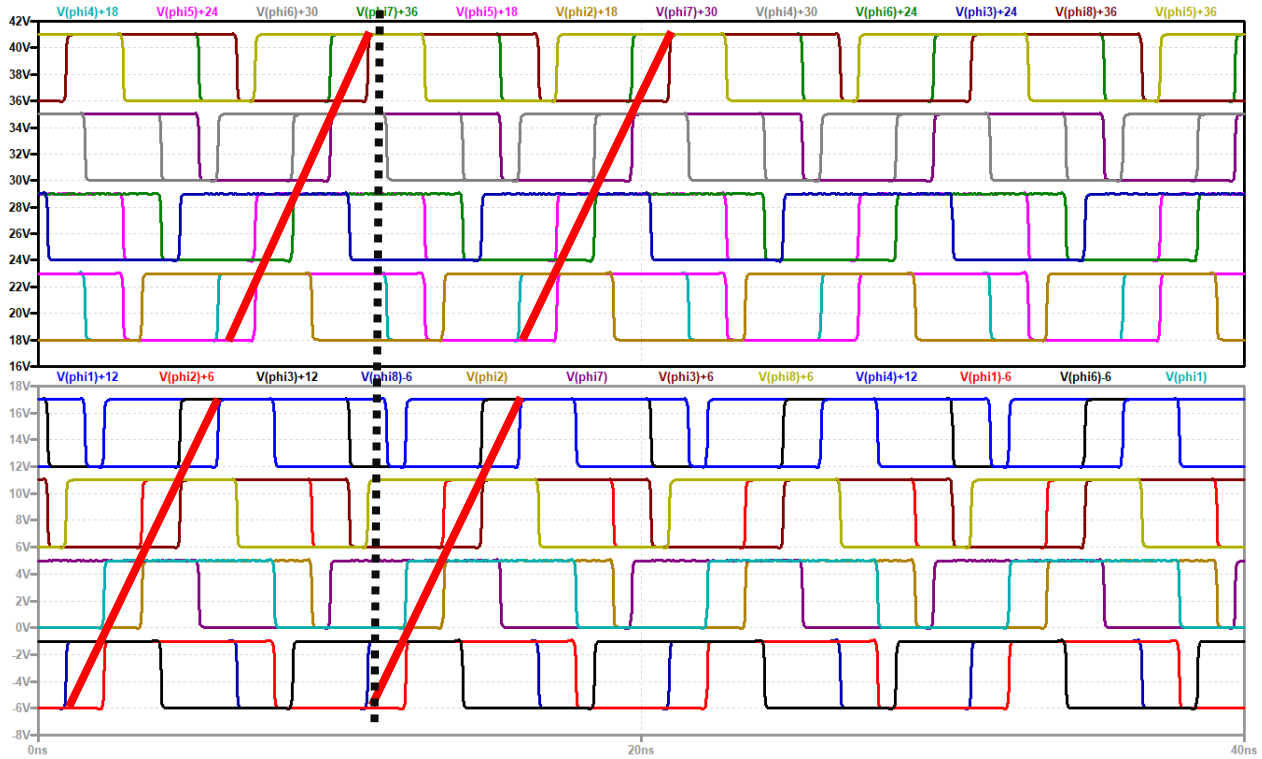 V(phi4)+18 V(phi5)+24 V(phi6)+30 V(phi7)+36 V(phi5)+18 V(phi2)+18 V(phi7)+30 V(phi4)+30 V(phi6)+24 V(phi3)+24 V(phi8)+36 V(phi5)+36
42V
40V
38V
36V
34V
32V
30V
28V
26V
24V
22V
20V
18V
16V
V(phi1)+12 V(phi2)+6 V(phi3)+12 V(phi8)-6 V(phi2) V(phi7) V(phi3)+6 V(phi8)+6 V(phi4)+12 V(phi1)-6 V(phi6)-6 V(phi1)
18V
16V
14V
12V
10V
8V
6V
4V
2V
0V
-2V
-4V
-6V
-8V
0ns 20ns 40ns